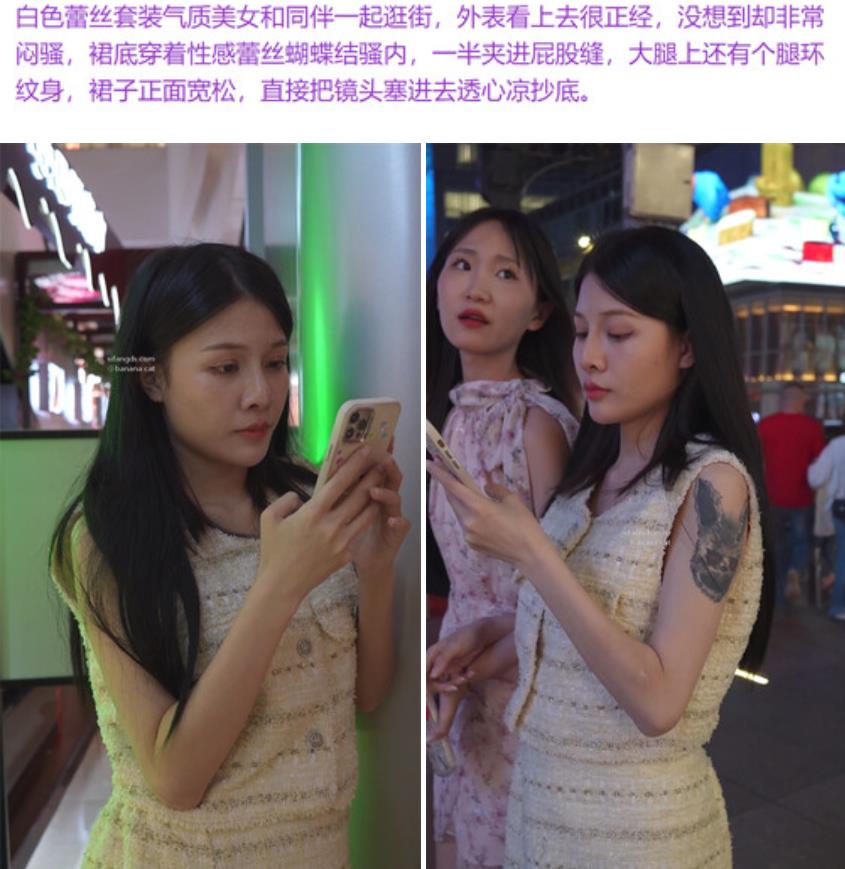 白色蕾丝套装气质美女和同伴一起逛街，外表看上去很正经，没想到却非常
闷骚，裙底穿着性感蕾丝蝴蝶结骚内，一半夹进屁股缝，大腿上还有个腿环
纹身，裙子正面宽松，直接把镜头塞进去透心凉抄底。
banana cat